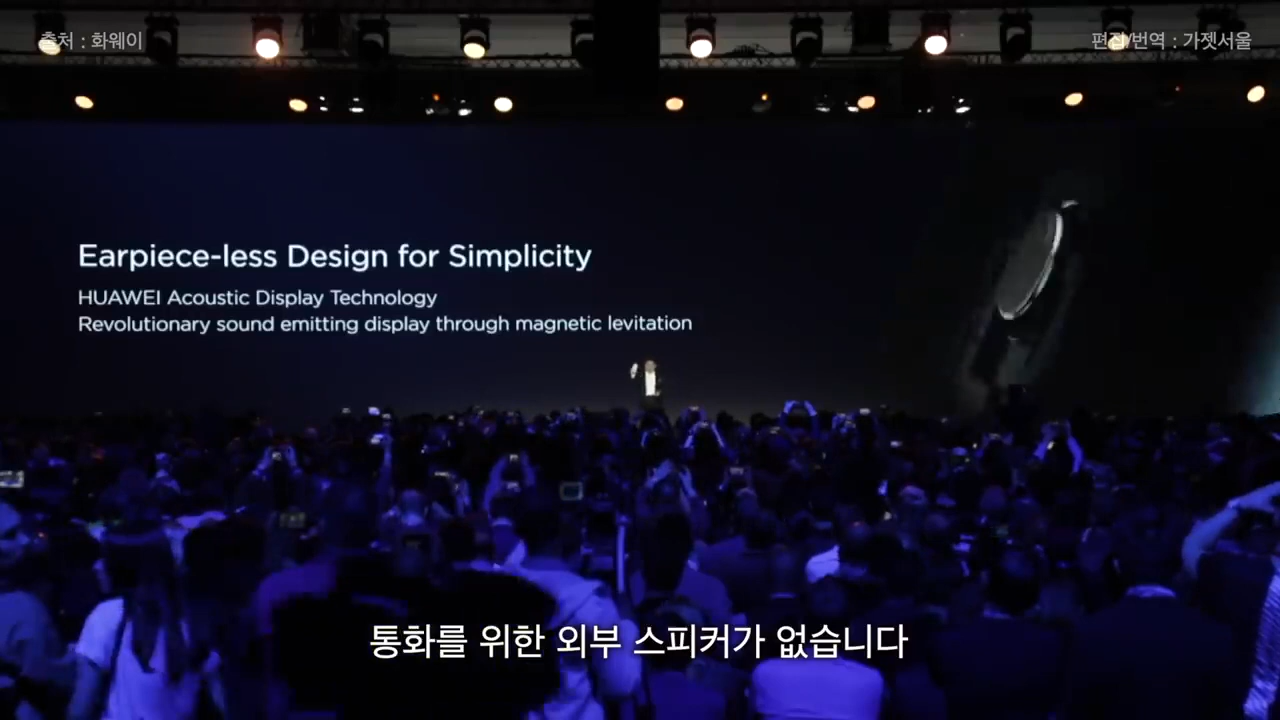 출처 : 화웨이
편집/번역 : 가젯서울
Earpiece-less Design for Simplicity
HUAWEI Acoustic Display Technology
Revolutionary sound emitting display through magnetic levitation
통화를 위한 외부 스피커가 없습니다